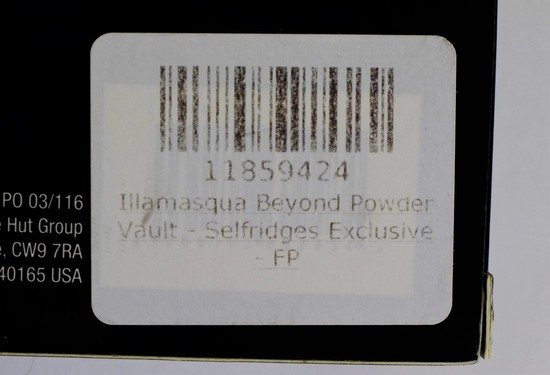 11859424
Illamasqua Beyond Powder
Vault - Selfridges Exclusive
- FP
PO 03/116
Hut Group
CW9 7RA
40165 USA